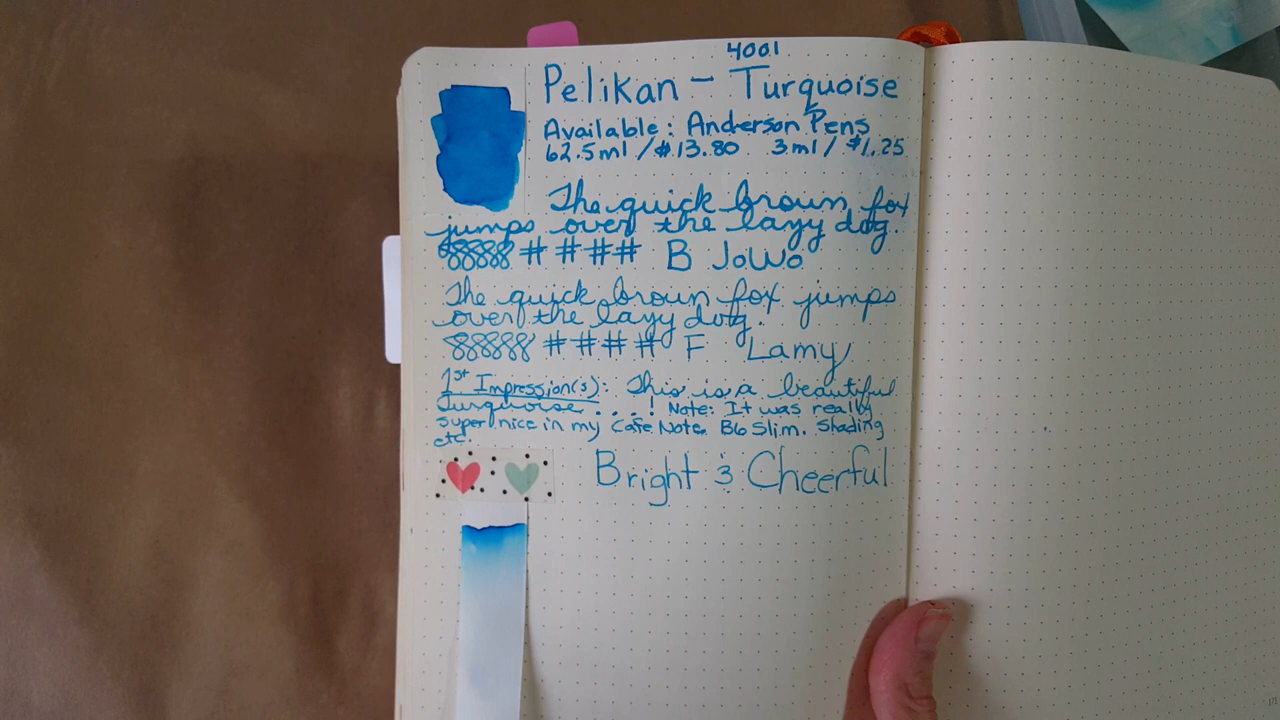 4001
Pelikan - Turquoise
Available: Anderson Pens
62.5ml / $13.80 3ml / $1.25
The quick brown fox
jumps over the lazy dog.
8888 # # # # B JoWo
The quick brown fox jumps
over the lazy dog.
88888 # # # # F Lamy
1st Impression(s): This is a beautiful
Turquoise . . . . ! Note: It was really
super nice in my Cafe Note B6 Slim. Shading
etc.
Bright & Cheerful